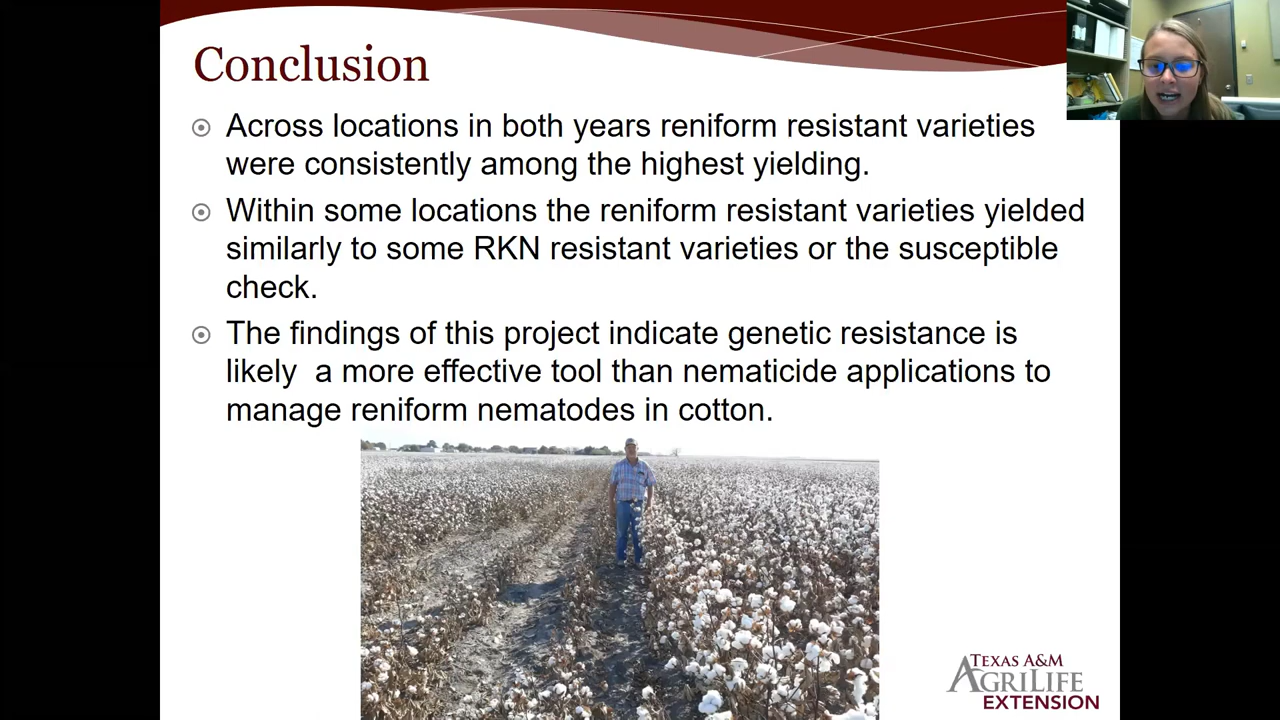 Conclusion
Across locations in both years reniform resistant varieties
were consistently among the highest yielding.
Within some locations the reniform resistant varieties yielded
similarly to some RKN resistant varieties or the susceptible
check.
The findings of this project indicate genetic resistance is
likely  a more effective tool than nematicide applications to
manage reniform nematodes in cotton.
TEXAS A&M
AGRILIFE
EXTENSION